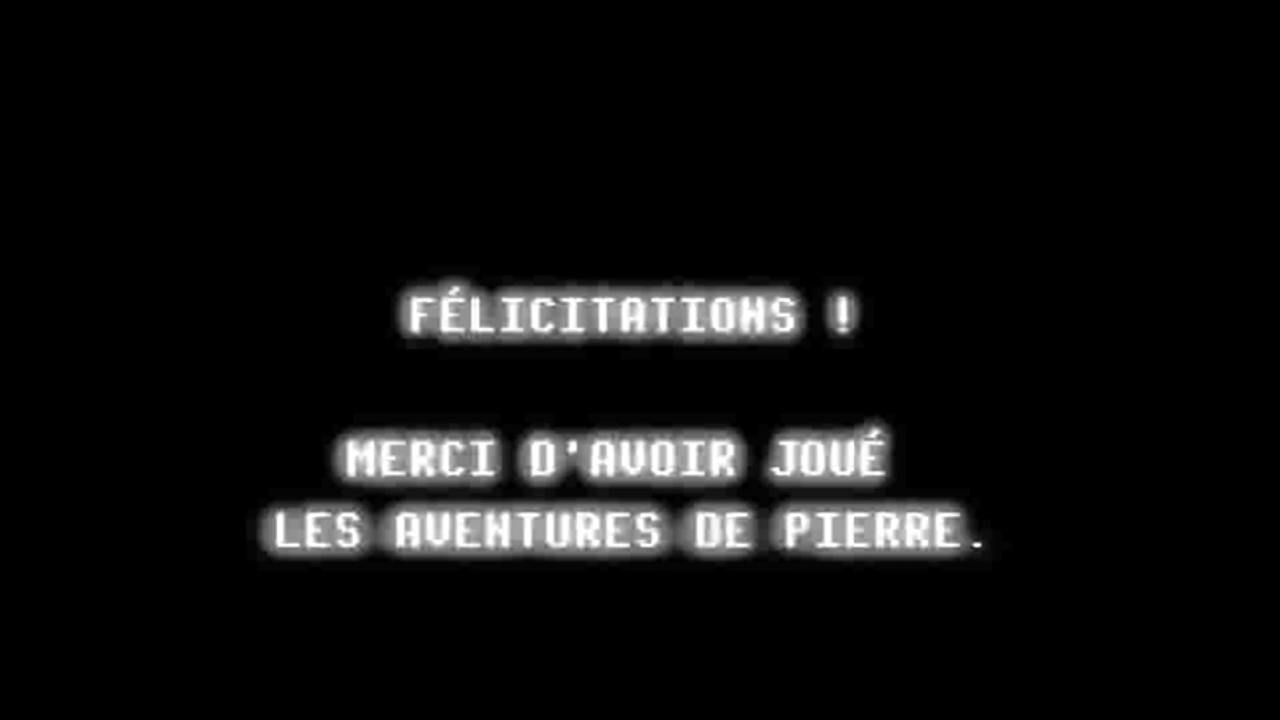 FÉLICITATIONS !
MERCI D'AVOIR JOUÉ
LES AVENTURES DE PIERRE.